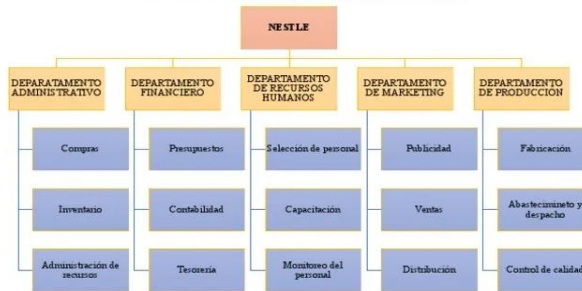 NESTLE
DEPARATAMENTO
ADMINISTRATIVO
DEPARTAMENTO
FINANCIERO
DEPARTAMENTO
DE RECURSOS
HUMANOS
DEPARTAMENTO
DE MARKETING
DEPARTAMENTO
DE PRODUCCIÓN
Compras
Presupuestos
Selección de personal
Publicidad
Fabricación
Inventario
Contabilidad
Capacitación
Ventas
Abastecimineto y
despacho
Administración de
recursos
Tesorería
Monitoreo del
personal
Distribución
Control de calidad